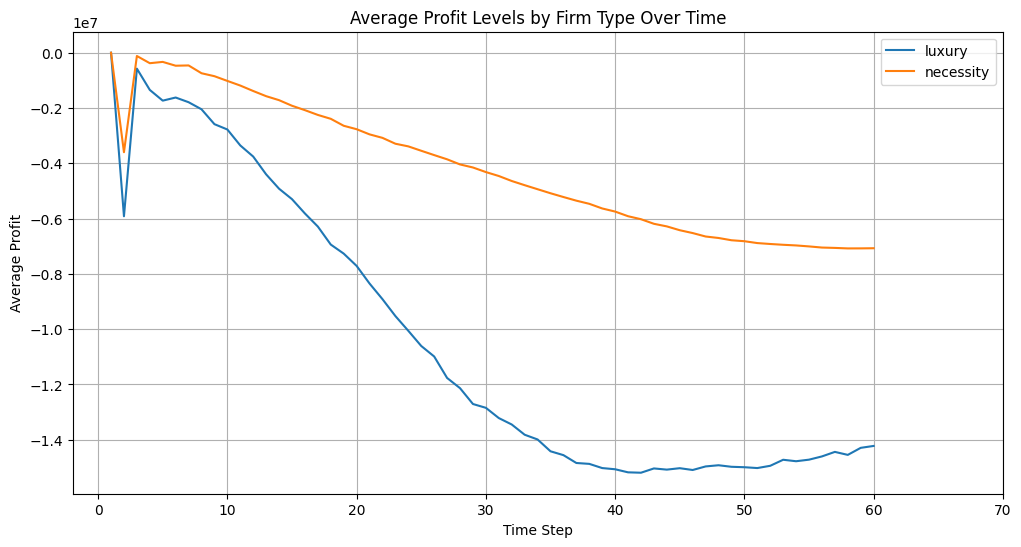 Average Profit Levels by Firm Type Over Time
1e7
luxury
necessity
0.0
−0.2
−0.4
−0.6
−0.8
−1.0
−1.2
−1.4
Average Profit
0 10 20 30 40 50 60 70
Time Step